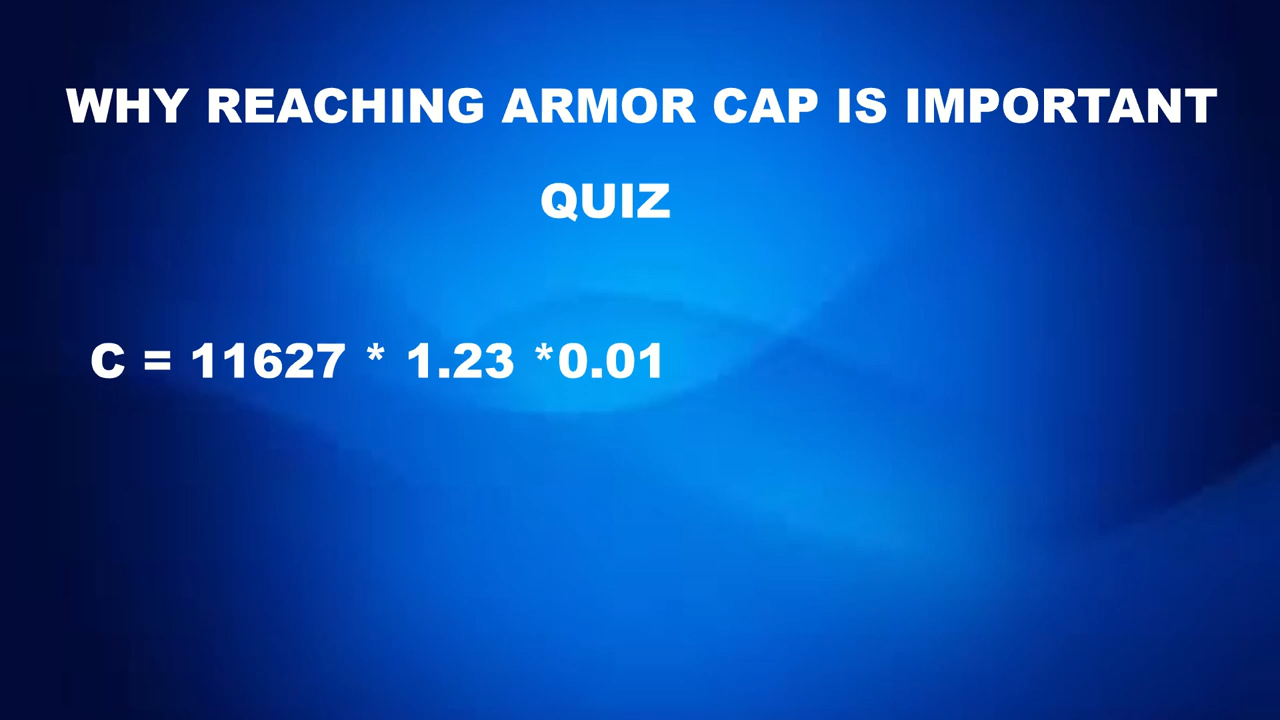 WHY REACHING ARMOR CAP IS IMPORTANT
QUIZ
C = 11627 * 1.23 *0.01